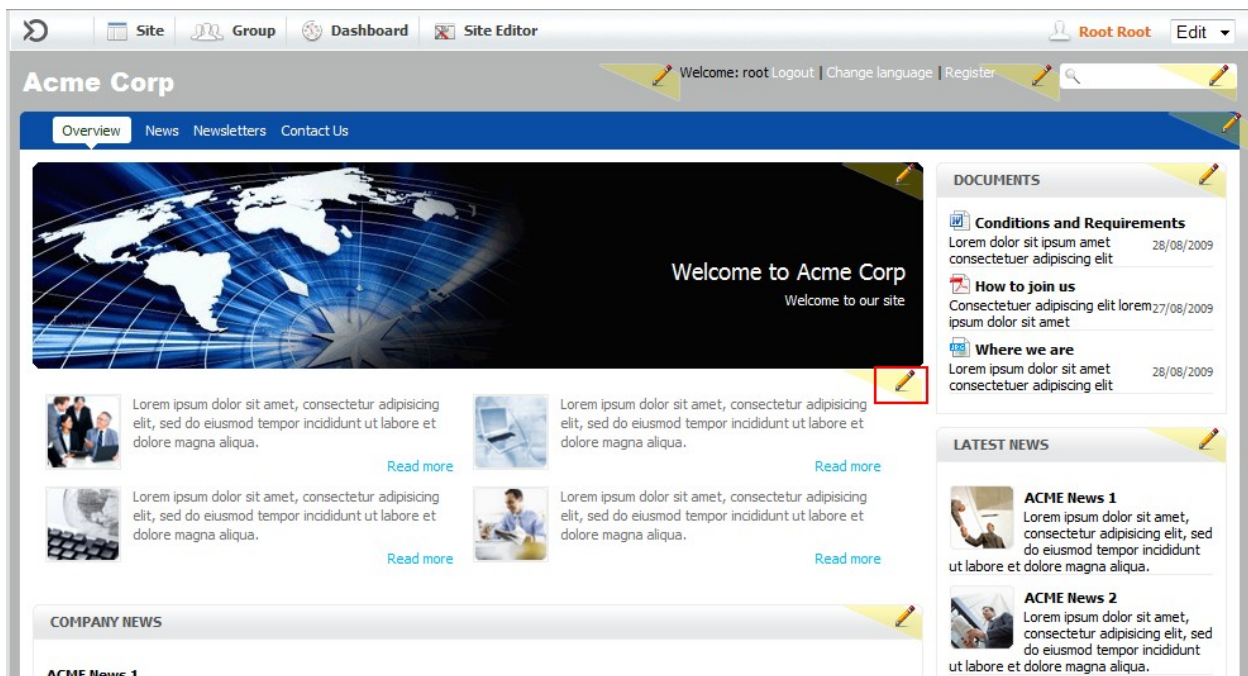 Site Group Dashboard Site Editor Root Root Edit
Acme Corp
Welcome: root Logout | Change language | Register
Overview News Newsletters Contact Us
Welcome to Acme Corp
Welcome to our site
Lorem ipsum dolor sit amet, consectetur adipisicing
elit, sed do eiusmod tempor incididunt ut labore et
dolore magna aliqua.
Read more
Lorem ipsum dolor sit amet, consectetur adipisicing
elit, sed do eiusmod tempor incididunt ut labore et
dolore magna aliqua.
Read more
Lorem ipsum dolor sit amet, consectetur adipisicing
elit, sed do eiusmod tempor incididunt ut labore et
dolore magna aliqua.
Read more
Lorem ipsum dolor sit amet, consectetur adipisicing
elit, sed do eiusmod tempor incididunt ut labore et
dolore magna aliqua.
Read more
COMPANY NEWS
ACME News 1
DOCUMENTS
Conditions and Requirements
Lorem dolor sit ipsum amet 28/08/2009
consectetuer adipiscing elit
How to join us
Consectetuer adipiscing elit lorem 27/08/2009
ipsum dolor sit amet
Where we are
Lorem ipsum dolor sit amet 28/08/2009
consectetuer adipiscing elit
LATEST NEWS
ACME News 1
Lorem ipsum dolor sit amet,
consectetur adipisicing elit, sed
do eiusmod tempor incididunt
ut labore et dolore magna aliqua.
ACME News 2
Lorem ipsum dolor sit amet,
consectetur adipisicing elit, sed
do eiusmod tempor incididunt
ut labore et dolore magna aliqua.